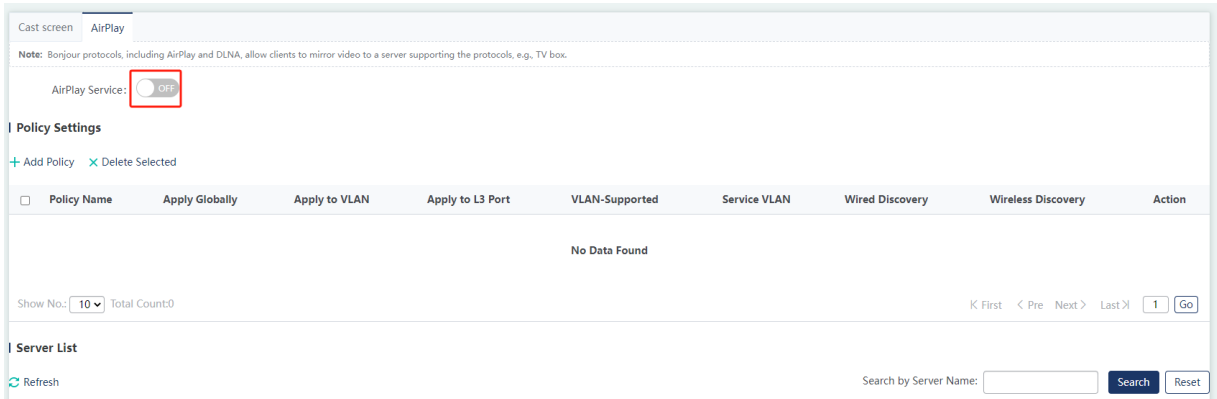 Cast screen AirPlay
Note: Bonjour protocols, including AirPlay and DLNA, allow clients to mirror video to a server supporting the protocols, e.g., TV box.
AirPlay Service: OFF
Policy Settings
Add Policy Delete Selected
Policy Name Apply Globally Apply to VLAN Apply to L3 Port VLAN-Supported Service VLAN Wired Discovery Wireless Discovery Action
No Data Found
Show No.: 10 Total Count:0 First Pre Next Last 1 Go
Server List
Refresh Search by Server Name: Search Reset